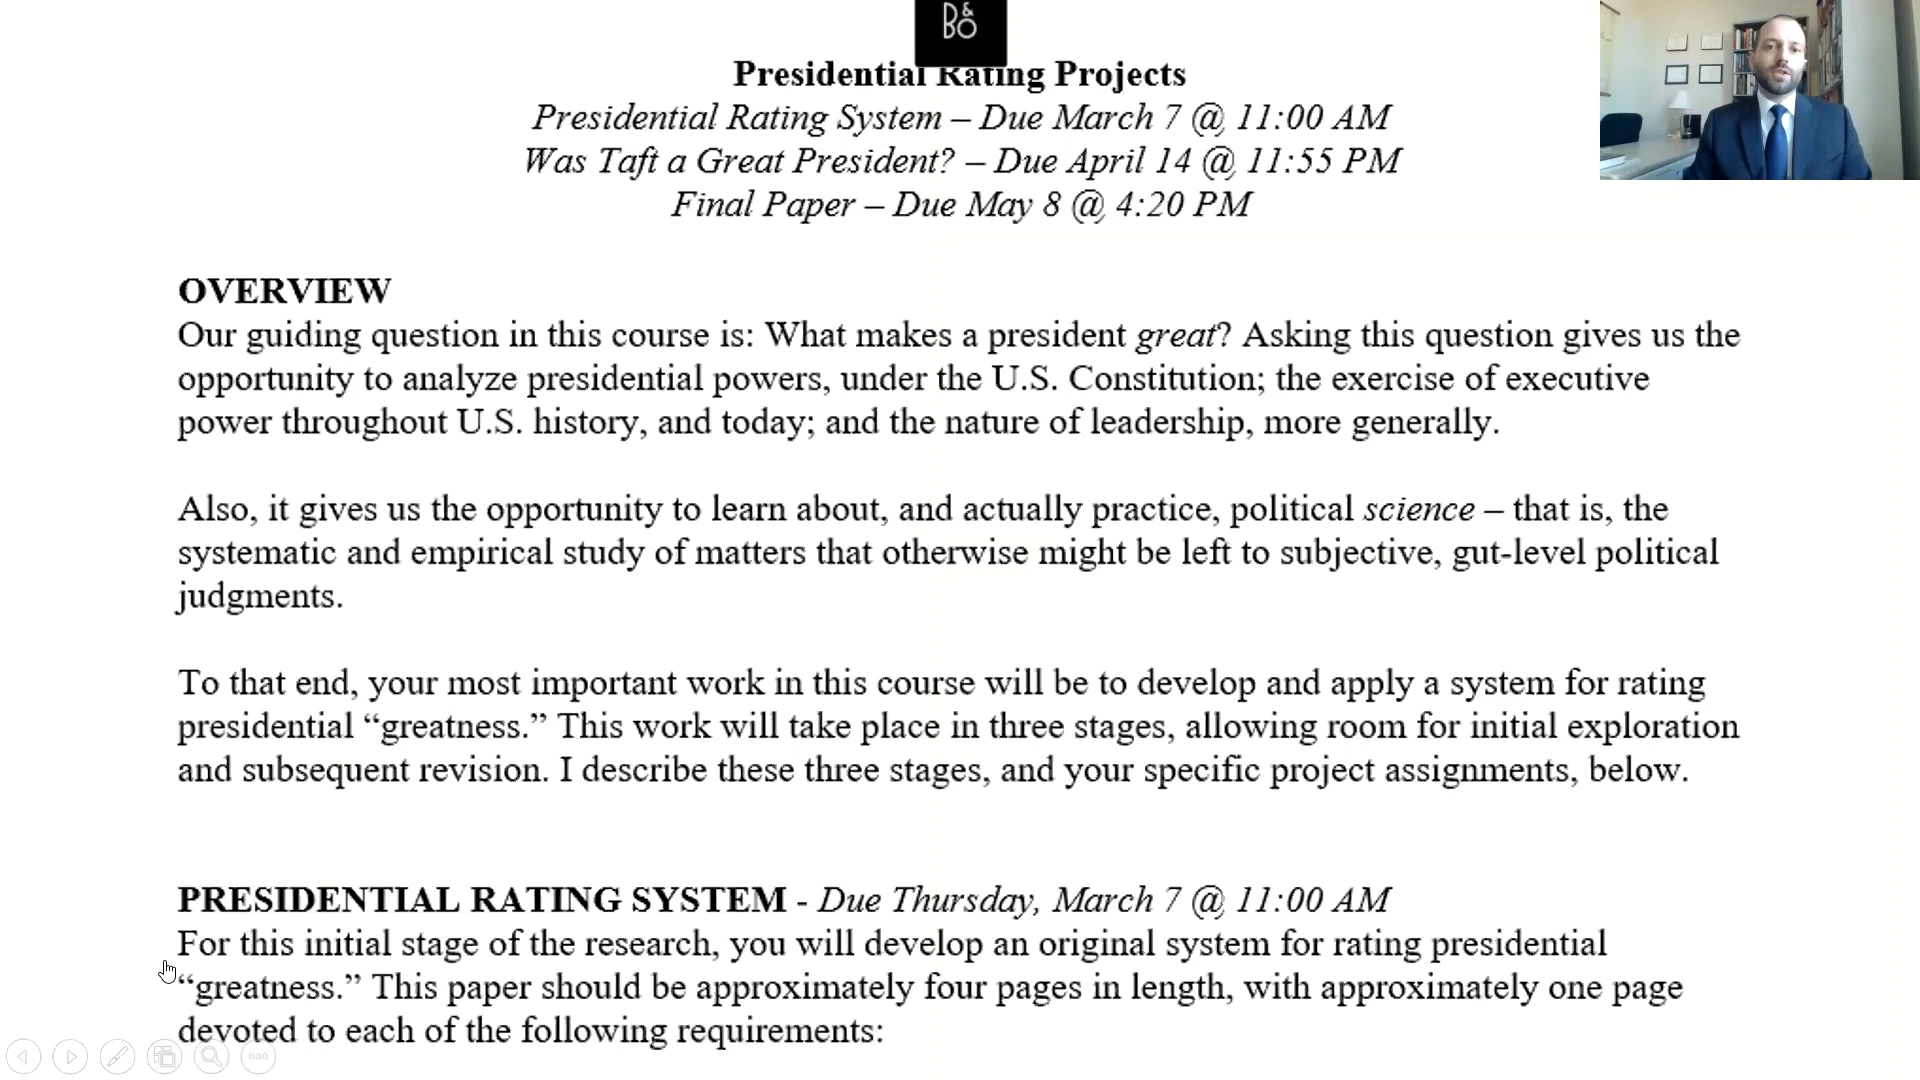 B&O
Presidential Rating Projects
Presidential Rating System – Due March 7 @ 11:00 AM
Was Taft a Great President? – Due April 14 @ 11:55 PM
Final Paper – Due May 8 @ 4:20 PM
OVERVIEW
Our guiding question in this course is: What makes a president great? Asking this question gives us the
opportunity to analyze presidential powers, under the U.S. Constitution; the exercise of executive
power throughout U.S. history, and today; and the nature of leadership, more generally.
Also, it gives us the opportunity to learn about, and actually practice, political science – that is, the
systematic and empirical study of matters that otherwise might be left to subjective, gut-level political
judgments.
To that end, your most important work in this course will be to develop and apply a system for rating
presidential “greatness.” This work will take place in three stages, allowing room for initial exploration
and subsequent revision. I describe these three stages, and your specific project assignments, below.
PRESIDENTIAL RATING SYSTEM - Due Thursday, March 7 @ 11:00 AM
For this initial stage of the research, you will develop an original system for rating presidential
“greatness.” This paper should be approximately four pages in length, with approximately one page
devoted to each of the following requirements: